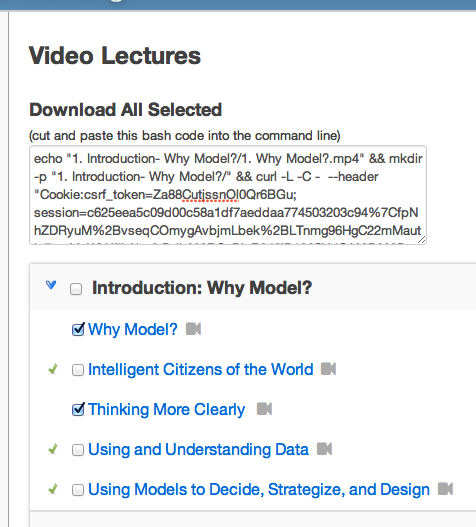 Video Lectures
Download All Selected
(cut and paste this bash code into the command line)
echo "1. Introduction- Why Model?/1. Why Model?.mp4" && mkdir
-p "1. Introduction- Why Model?/" && curl -L -C - --header
"Cookie:csrf_token=Za88CutjssnOl0Qr6BGu;
session=c625eea5c09d00c58a1df7aeddaa774503203c94%7CfpN
hZDRyuM%2BvseqCOmygAvbjmLbek%2BLTnmg96HgC22mMaut
Introduction: Why Model?
Why Model?
Intelligent Citizens of the World
Thinking More Clearly
Using and Understanding Data
Using Models to Decide, Strategize, and Design